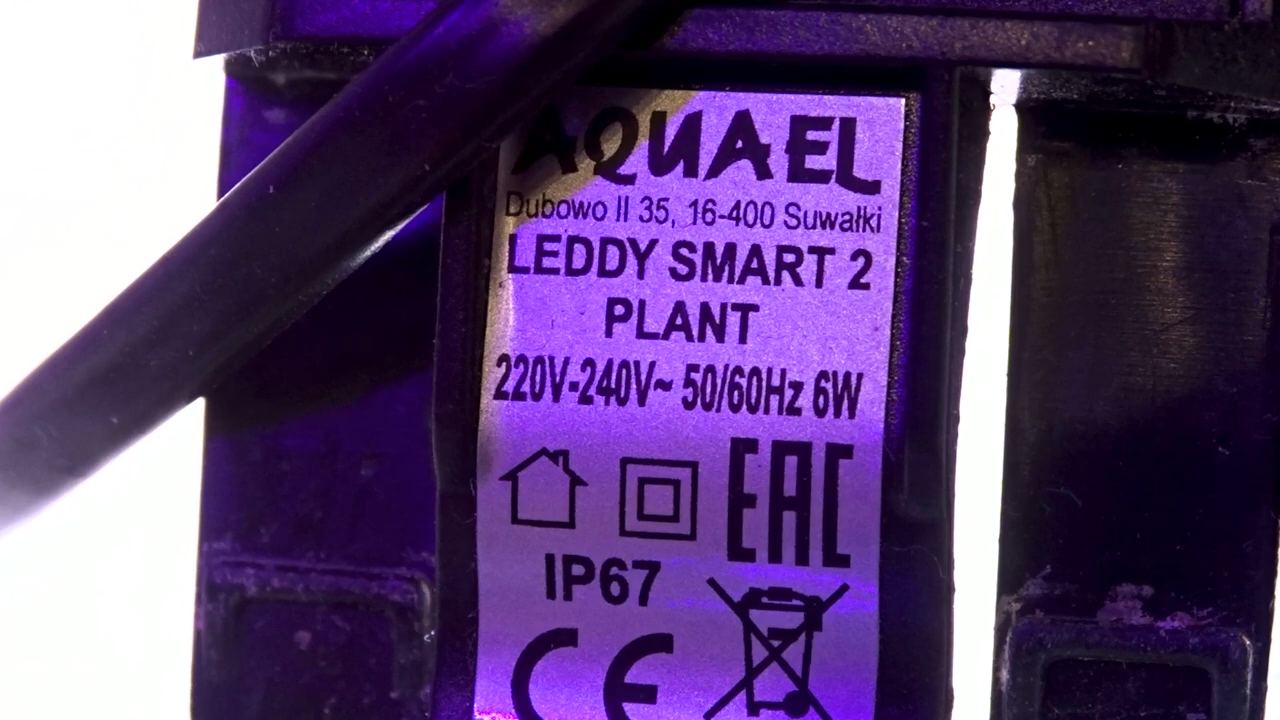 AQUAEL
Dubowo II 35, 16-400 Suwałki
LEDDY SMART 2
PLANT
220V-240V~ 50/60Hz 6W
EAC
IP67
CE